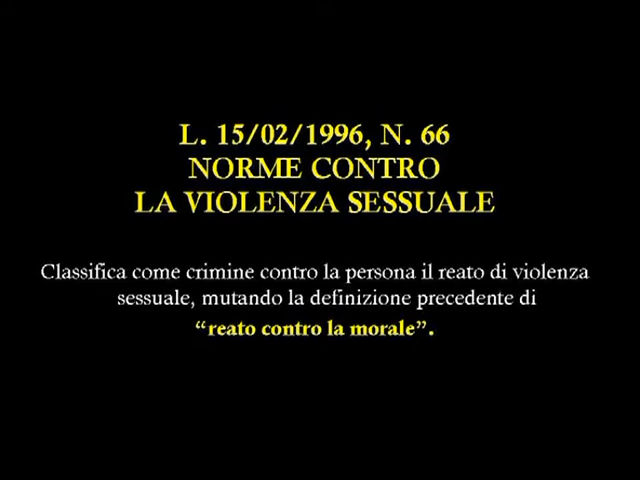 L. 15/02/1996, N. 66
NORME CONTRO
LA VIOLENZA SESSUALE
Classifica come crimine contro la persona il reato di violenza
sessuale, mutando la definizione precedente di
“reato contro la morale”.